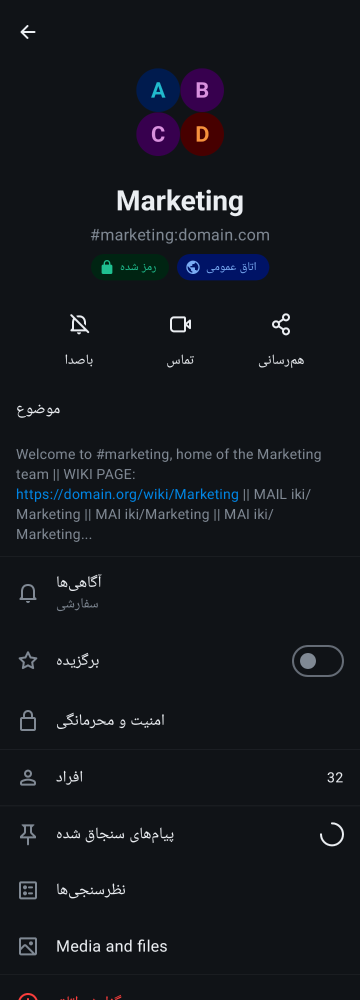 A B
C D
Marketing
#marketing:domain.com
رمز شده
اتاق عمومی
باصدا
تماس
هم‌رسانی
موضوع
Welcome to #marketing, home of the Marketing
team || WIKI PAGE:
https://domain.org/wiki/Marketing || MAIL iki/
Marketing || MAI iki/Marketing || MAI iki/
Marketing...
آگاهی‌ها
سفارشی
برگزیده
امنیت و محرمانگی
افراد 32
پیام‌های سنجاق شده
نظرسنجی‌ها
Media and files